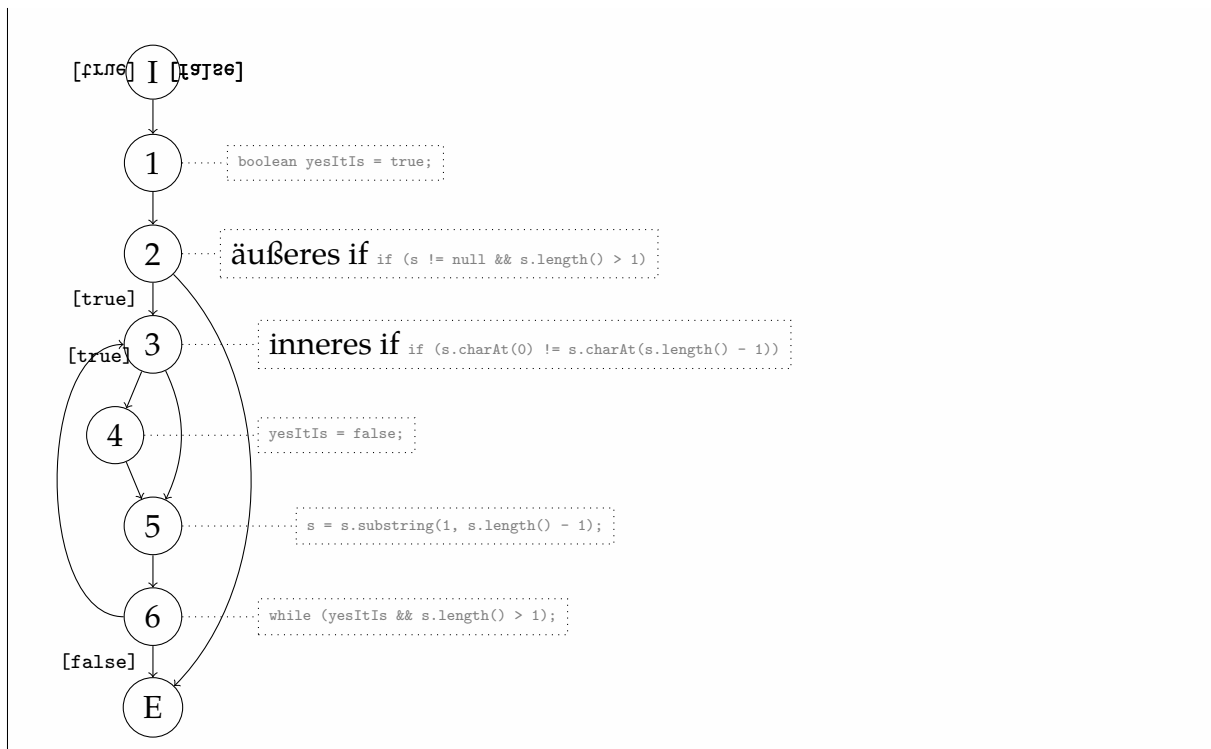 [true] I [false]
1 boolean yesItIs = true;
2 äußeres if if (s != null && s.length() > 1)
[true]
3 inneres if if (s.charAt(0) != s.charAt(s.length() - 1))
[true]
4 yesItIs = false;
5 s = s.substring(1, s.length() - 1);
6 while (yesItIs && s.length() > 1);
[false]
E